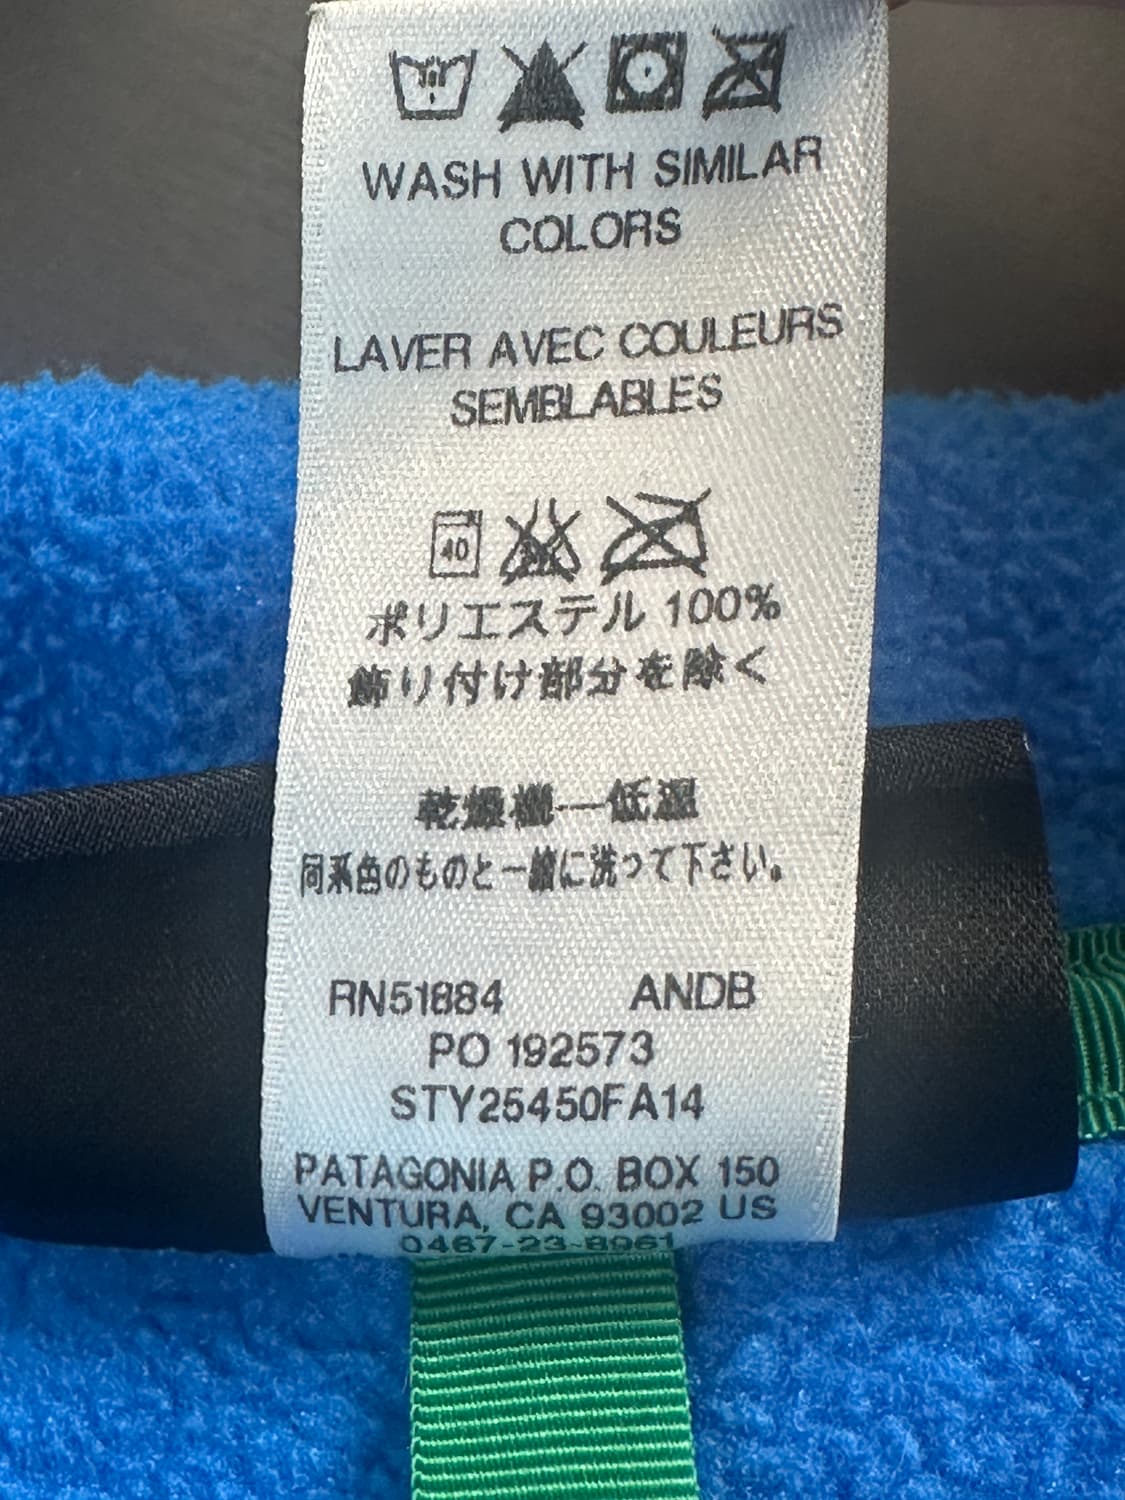 WASH WITH SIMILAR
COLORS
LAVER AVEC COULEURS
SEMBLABLES
40
ポリエステル 100%
飾り付け部分を除く
乾燥機—低温
同系色のものと一緒に洗って下さい。
RN51884 ANDB
PO 192573
STY25450FA14
PATAGONIA P.O. BOX 150
VENTURA, CA 93002 US
0467-23-8961